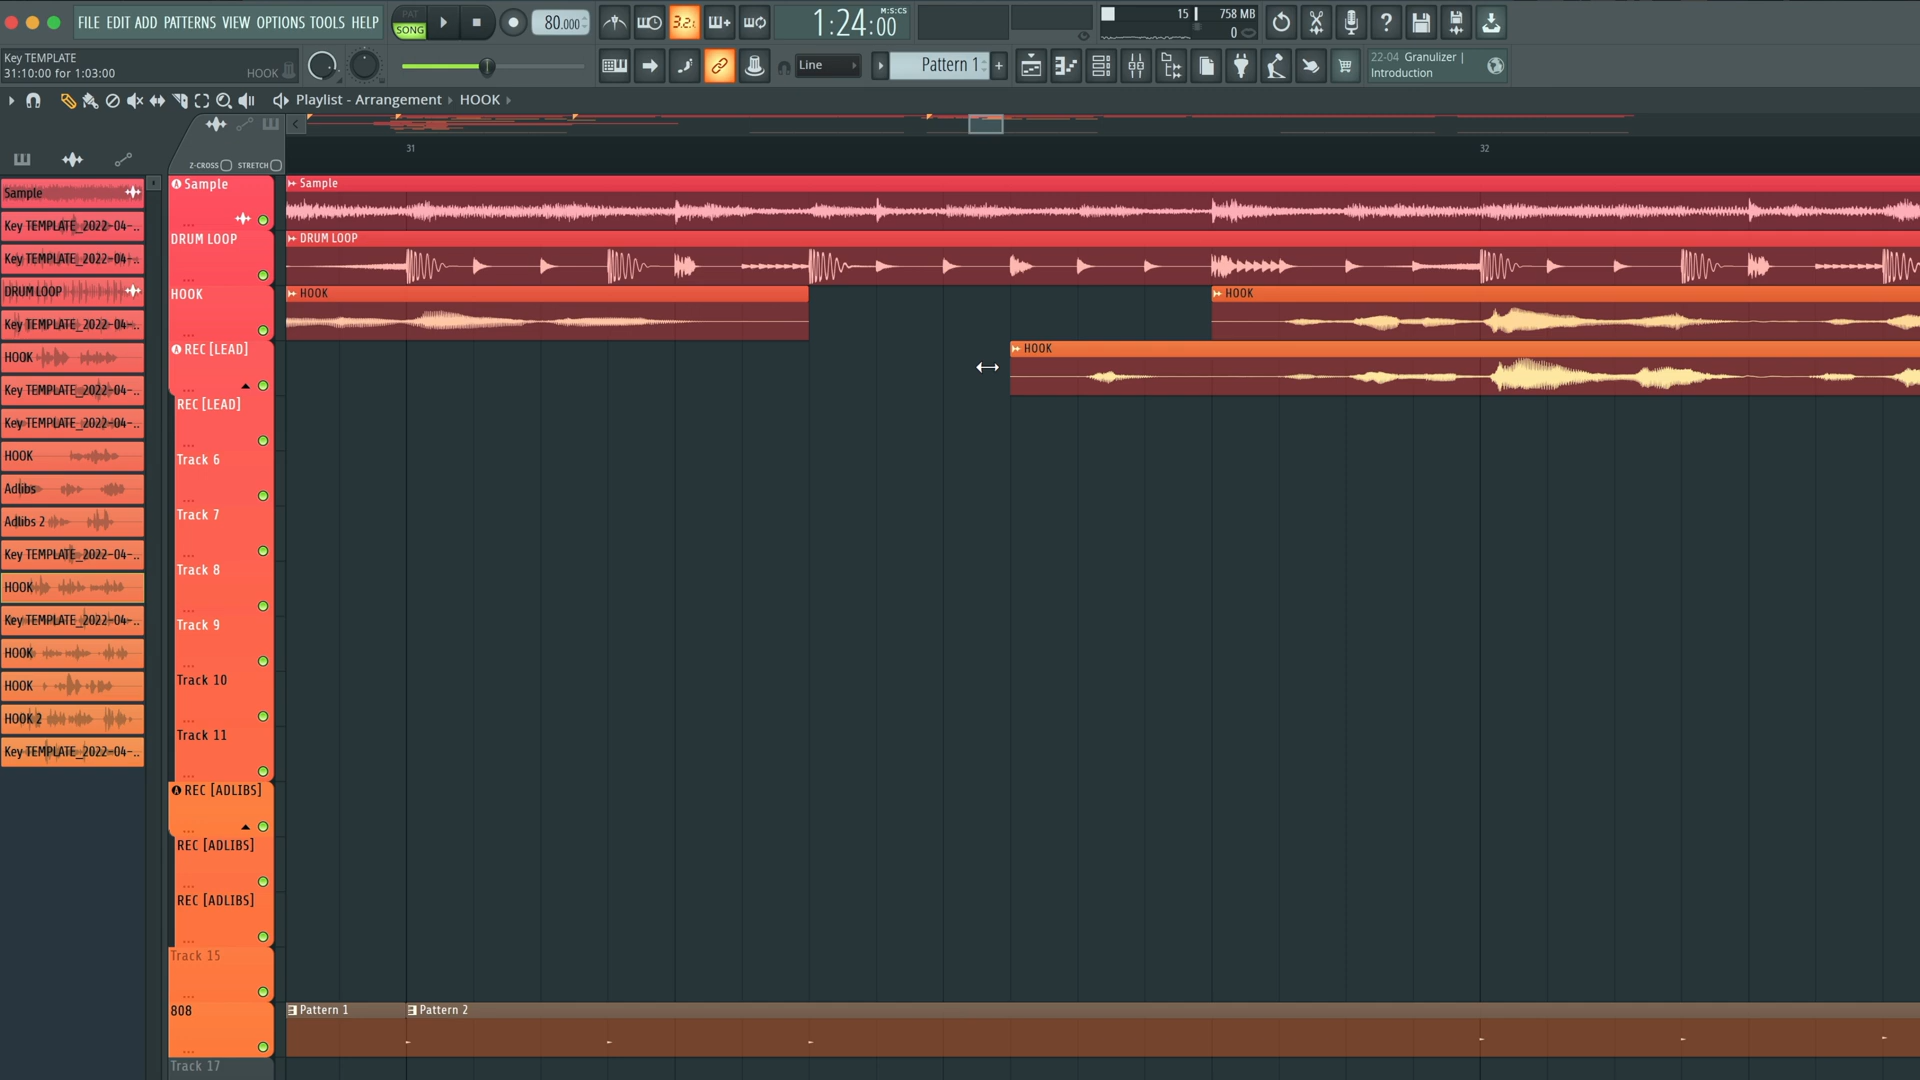 FILE EDIT ADD PATTERNS VIEW OPTIONS TOOLS HELP
PAT
SONG
80.000
3.2.
1:24:00
M:S:CS
15
758 MB
0
Key TEMPLATE
31:10:00 for 1:03:00
HOOK
Line
Pattern 1
+
22-04 Granulizer |
Introduction
Playlist - Arrangement
HOOK
Z-CROSS
STRETCH
31
32
Sample
Key TEMPLATE_2022-04-..
Key TEMPLATE_2022-04-..
DRUM LOOP
Key TEMPLATE_2022-04-..
HOOK
Key TEMPLATE_2022-04-..
Key TEMPLATE_2022-04-..
HOOK
Adlibs
Adlibs 2
Key TEMPLATE_2022-04-..
HOOK
Key TEMPLATE_2022-04-..
HOOK
HOOK
HOOK 2
Key TEMPLATE_2022-04-..
Sample
DRUM LOOP
HOOK
REC [LEAD]
REC [LEAD]
Track 6
Track 7
Track 8
Track 9
Track 10
Track 11
REC [ADLIBS]
REC [ADLIBS]
REC [ADLIBS]
Track 15
808
Track 17
Sample
DRUM LOOP
HOOK
HOOK
HOOK
Pattern 1
Pattern 2